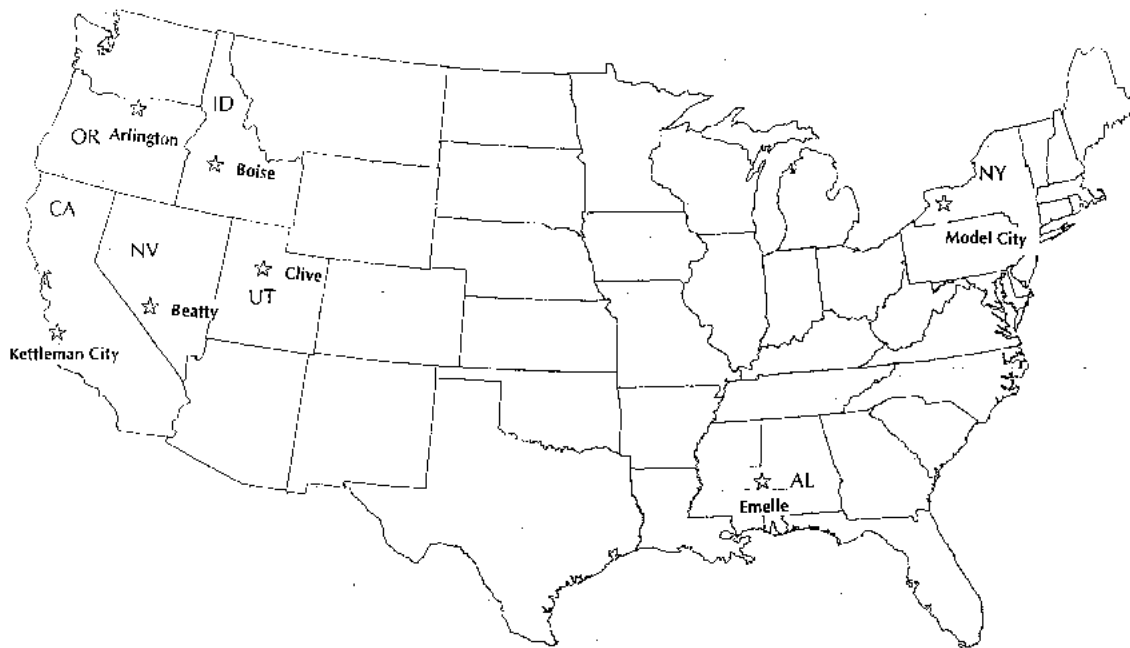 ID
OR
Arlington
Boise
NY
CA
Model City
NV
Clive
UT
Beatty
Kettleman City
AL
Emelle